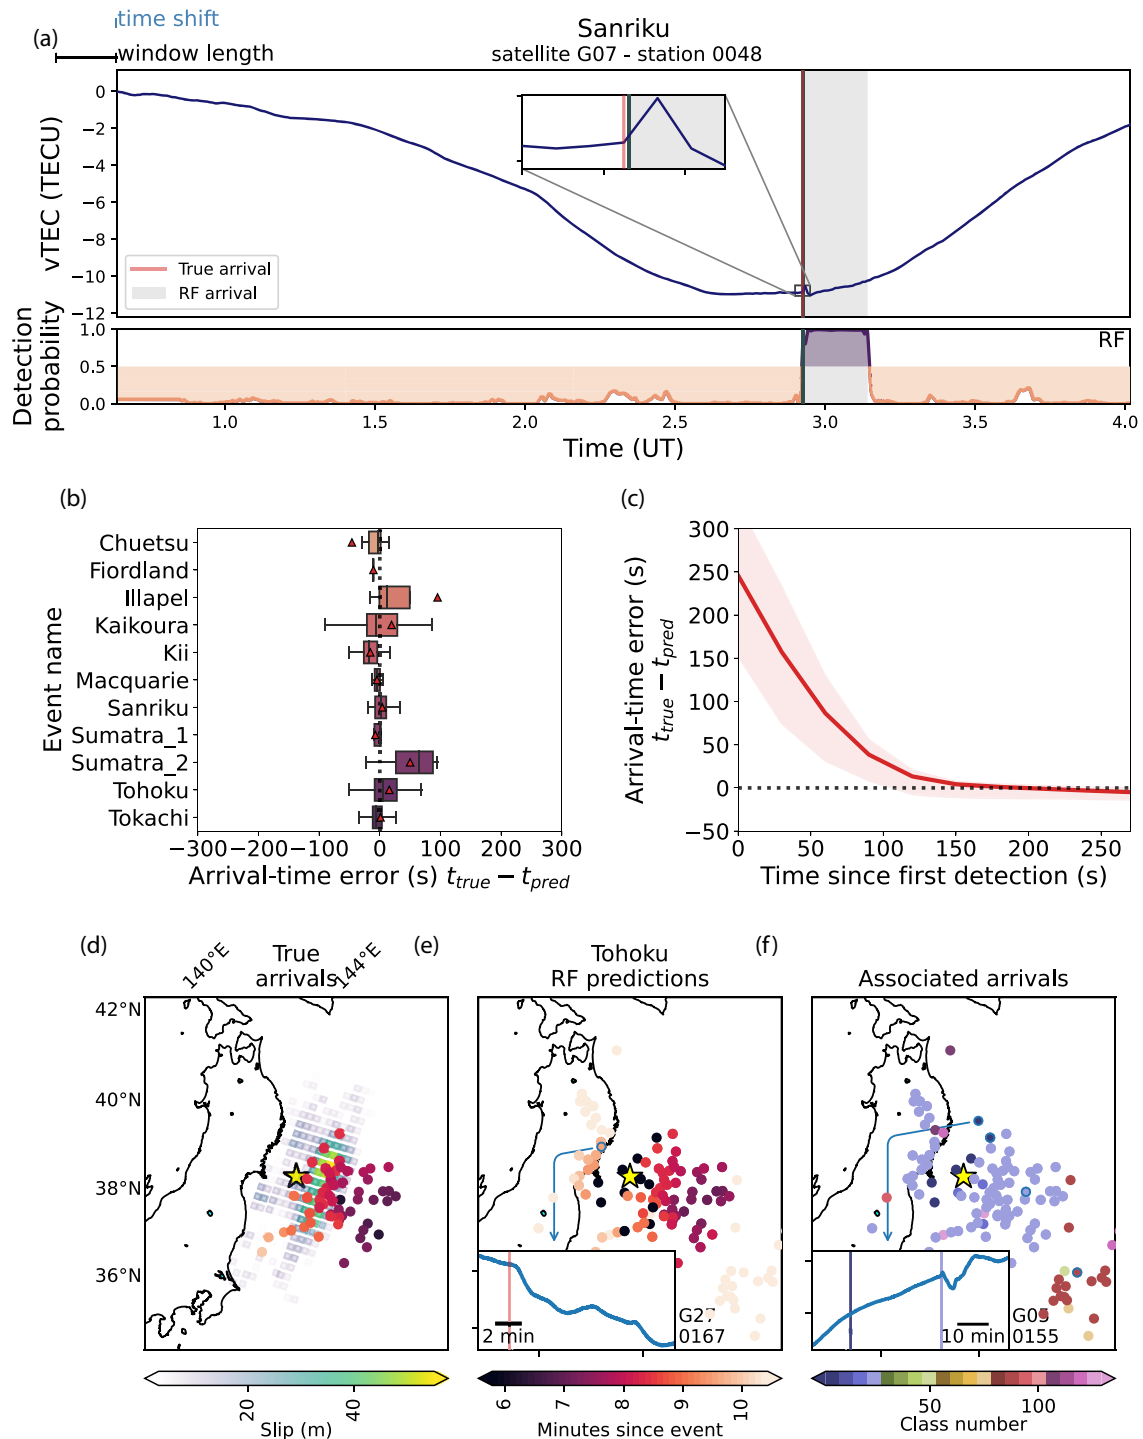 time shift
(a)
Sanriku
window length
satellite G07 - station 0048
0
−2
−4
−6
−8
−10
−12
vTEC (TECU)
True arrival
RF arrival
Detection
probability
1.0
0.5
0.0
RF
1.0
1.5
2.0
2.5
3.0
3.5
4.0
Time (UT)
(b)
Event name
Chuetsu
Fiordland
Illapel
Kaikoura
Kii
Macquarie
Sanriku
Sumatra_1
Sumatra_2
Tohoku
Tokachi
−300 −200 −100 0 100 200 300
Arrival-time error (s) t_true − t_pred
(c)
Arrival-time error (s)
t_true − t_pred
300
250
200
150
100
50
0
−50
0 50 100 150 200 250
Time since first detection (s)
(d)
140°E
True
arrivals
144°E
42°N
40°N
38°N
36°N
20 40
Slip (m)
(e)
Tohoku
RF predictions
2 min
G27
0167
6 7 8 9 10
Minutes since event
(f)
Associated arrivals
10 min
G05
0155
50 100
Class number